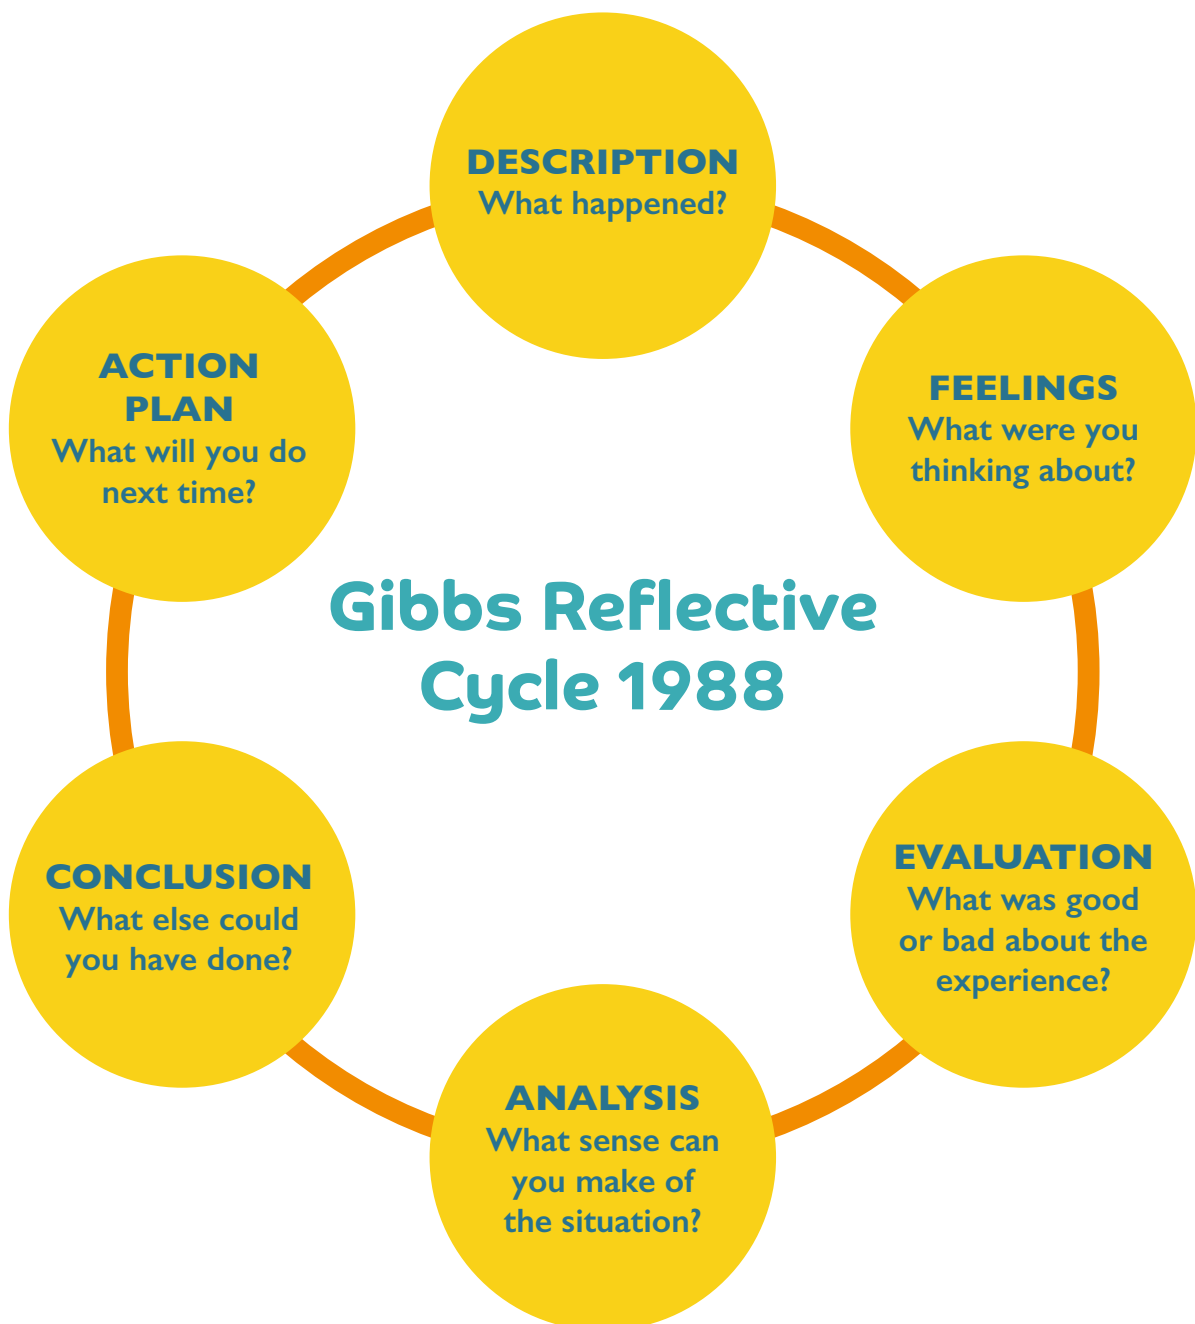 DESCRIPTION
What happened?
FEELINGS
What were you
thinking about?
EVALUATION
What was good
or bad about the
experience?
ANALYSIS
What sense can
you make of
the situation?
CONCLUSION
What else could
you have done?
ACTION
PLAN
What will you do
next time?
Gibbs Reflective
Cycle 1988